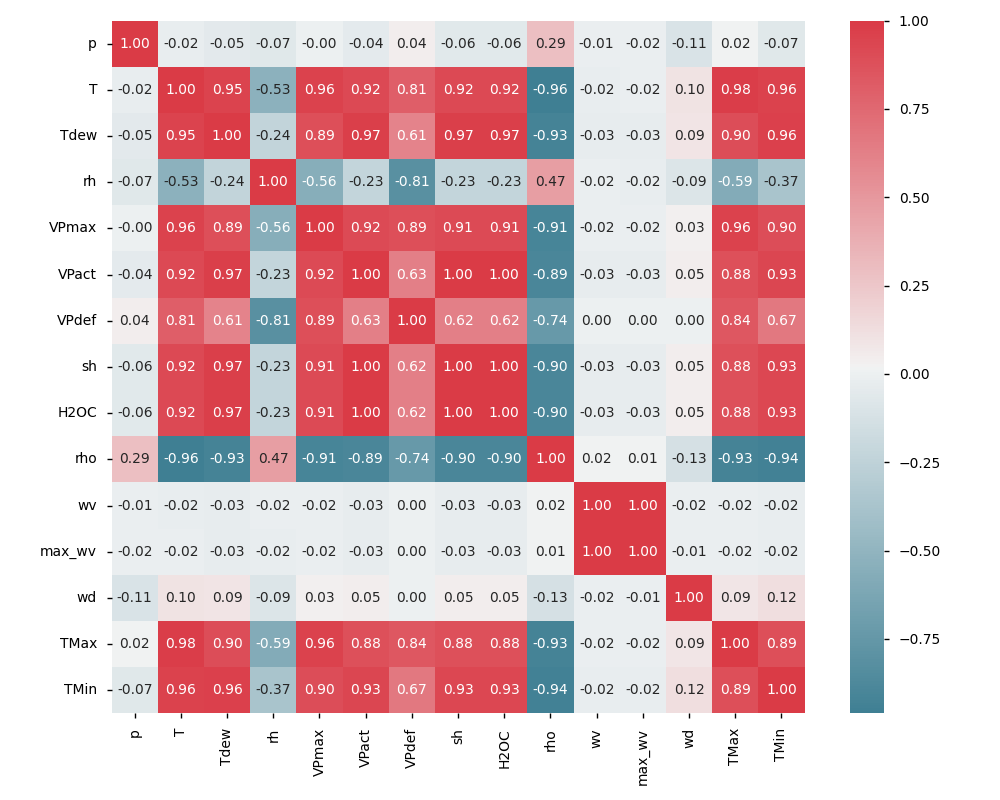 p 1.00 -0.02 -0.05 -0.07 -0.00 -0.04 0.04 -0.06 -0.06 0.29 -0.01 -0.02 -0.11 0.02 -0.07
T -0.02 1.00 0.95 -0.53 0.96 0.92 0.81 0.92 0.92 -0.96 -0.02 -0.02 0.10 0.98 0.96
Tdew -0.05 0.95 1.00 -0.24 0.89 0.97 0.61 0.97 0.97 -0.93 -0.03 -0.03 0.09 0.90 0.96
rh -0.07 -0.53 -0.24 1.00 -0.56 -0.23 -0.81 -0.23 -0.23 0.47 -0.02 -0.02 -0.09 -0.59 -0.37
VPmax -0.00 0.96 0.89 -0.56 1.00 0.92 0.89 0.91 0.91 -0.91 -0.02 -0.02 0.03 0.96 0.90
VPact -0.04 0.92 0.97 -0.23 0.92 1.00 0.63 1.00 1.00 -0.89 -0.03 -0.03 0.05 0.88 0.93
VPdef 0.04 0.81 0.61 -0.81 0.89 0.63 1.00 0.62 0.62 -0.74 0.00 0.00 0.00 0.84 0.67
sh -0.06 0.92 0.97 -0.23 0.91 1.00 0.62 1.00 1.00 -0.90 -0.03 -0.03 0.05 0.88 0.93
H2OC -0.06 0.92 0.97 -0.23 0.91 1.00 0.62 1.00 1.00 -0.90 -0.03 -0.03 0.05 0.88 0.93
rho 0.29 -0.96 -0.93 0.47 -0.91 -0.89 -0.74 -0.90 -0.90 1.00 0.02 0.01 -0.13 -0.93 -0.94
wv -0.01 -0.02 -0.03 -0.02 -0.02 -0.03 0.00 -0.03 -0.03 0.02 1.00 1.00 -0.02 -0.02 -0.02
max_wv -0.02 -0.02 -0.03 -0.02 -0.02 -0.03 0.00 -0.03 -0.03 0.01 1.00 1.00 -0.01 -0.02 -0.02
wd -0.11 0.10 0.09 -0.09 0.03 0.05 0.00 0.05 0.05 -0.13 -0.02 -0.01 1.00 0.09 0.12
TMax 0.02 0.98 0.90 -0.59 0.96 0.88 0.84 0.88 0.88 -0.93 -0.02 -0.02 0.09 1.00 0.89
TMin -0.07 0.96 0.96 -0.37 0.90 0.93 0.67 0.93 0.93 -0.94 -0.02 -0.02 0.12 0.89 1.00
p T Tdew rh VPmax VPact VPdef sh H2OC rho wv max_wv wd TMax TMin
1.00
0.75
0.50
0.25
0.00
−0.25
−0.50
−0.75